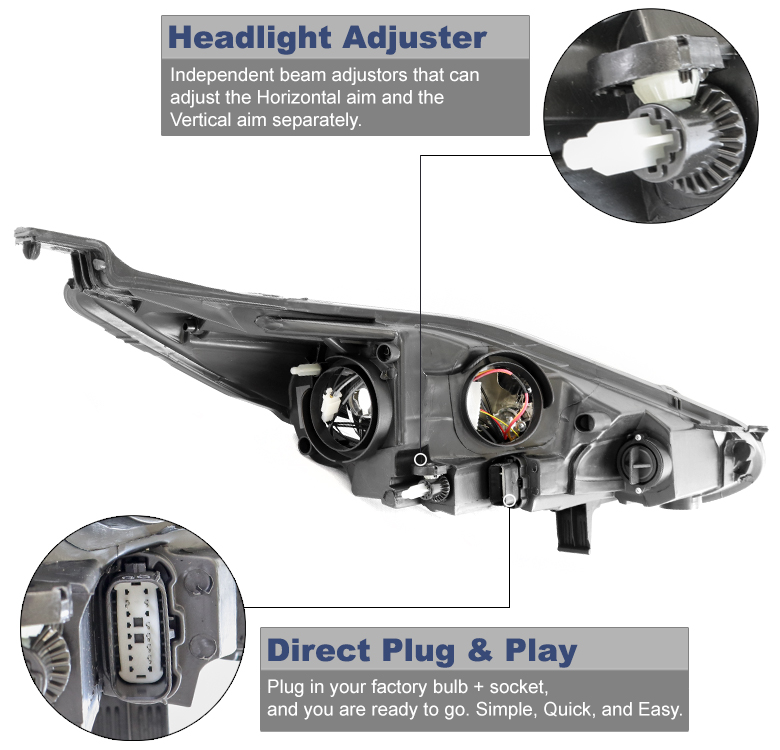 Headlight Adjuster
Independent beam adjustors that can
adjust the Horizontal aim and the
Vertical aim separately.
Direct Plug & Play
Plug in your factory bulb + socket,
and you are ready to go. Simple, Quick, and Easy.